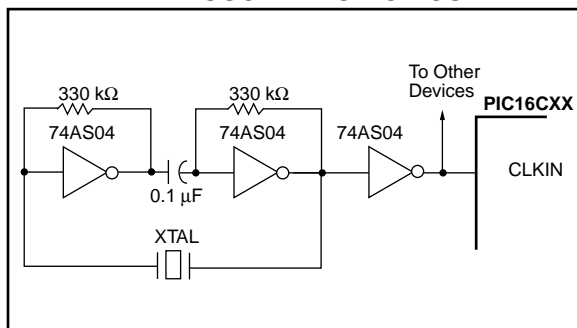 330 kΩ
330 kΩ
To Other
Devices
PIC16CXX
74AS04
74AS04
74AS04
CLKIN
0.1 µF
XTAL